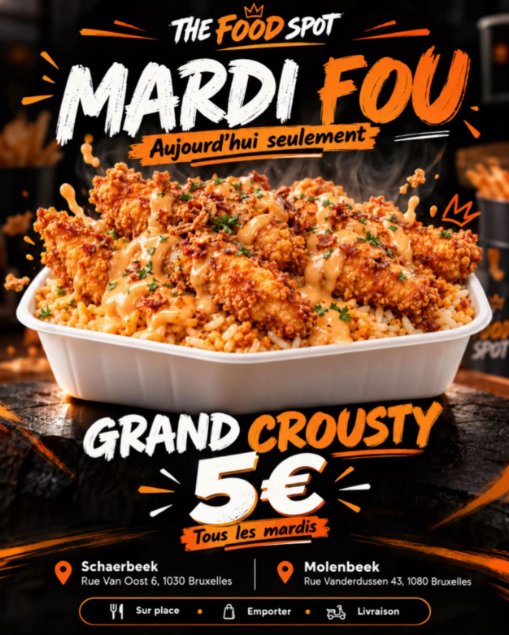 THE FOOD SPOT
MARDI FOU
Aujourd'hui seulement
GRAND CROUSTY
5€
Tous les mardis
Schaerbeek
Rue Van Oost 6, 1030 Bruxelles
Molenbeek
Rue Vanderdussen 43, 1080 Bruxelles
Sur place • Emporter • Livraison